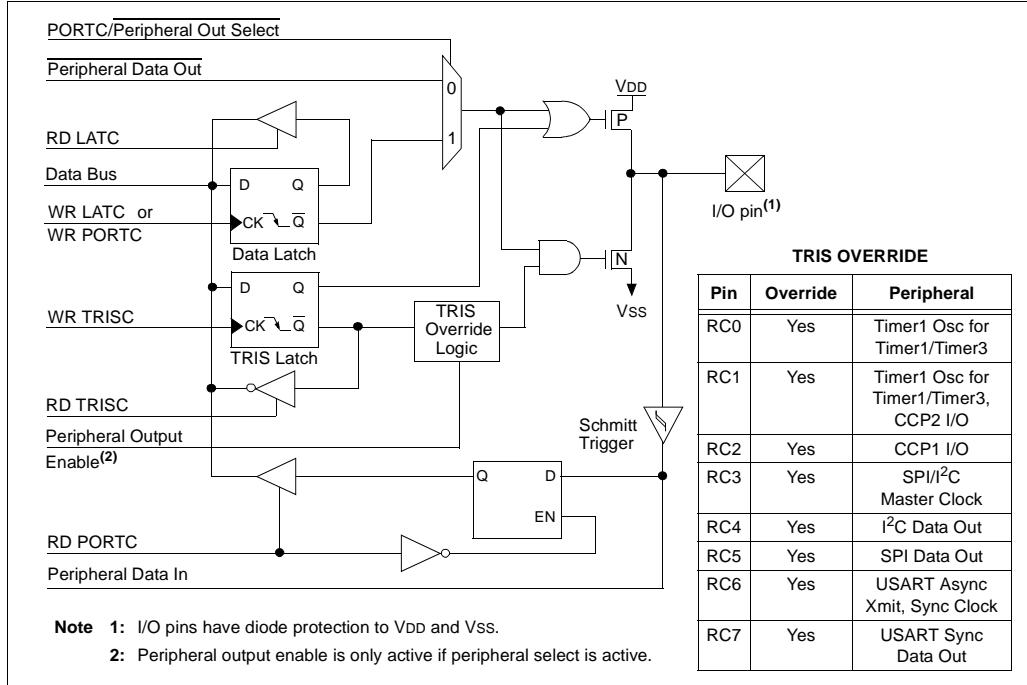 PORTC/Peripheral Out Select
Peripheral Data Out
VDD
0
P
RD LATC
1
Data Bus
D Q
WR LATC or
WR PORTC
CK Q
I/O pin(1)
Data Latch
N
D Q
VSS
WR TRISC
CK Q
TRIS
Override
Logic
TRIS Latch
RD TRISC
Schmitt
Trigger
Peripheral Output
Enable(2)
Q D
EN
RD PORTC
Peripheral Data In
TRIS OVERRIDE
Pin Override Peripheral
RC0 Yes Timer1 Osc for
Timer1/Timer3
RC1 Yes Timer1 Osc for
Timer1/Timer3,
CCP2 I/O
RC2 Yes CCP1 I/O
RC3 Yes SPI/I²C
Master Clock
RC4 Yes I²C Data Out
RC5 Yes SPI Data Out
RC6 Yes USART Async
Xmit, Sync Clock
RC7 Yes USART Sync
Data Out
Note 1: I/O pins have diode protection to VDD and VSS.
2: Peripheral output enable is only active if peripheral select is active.